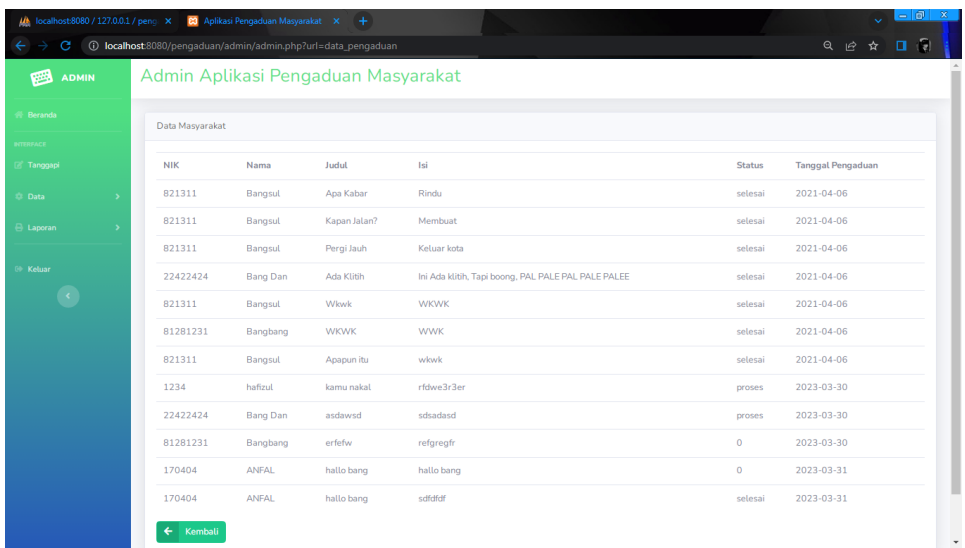 localhost:8080 / 127.0.0.1 / peng
Aplikasi Pengaduan Masyarakat
localhost:8080/pengaduan/admin/admin.php?url=data_pengaduan
ADMIN
Admin Aplikasi Pengaduan Masyarakat
Beranda
INTERFACE
Tanggapi
Data
Laporan
Keluar
Data Masyarakat
NIK Nama Judul Isi Status Tanggal Pengaduan
821311 Bangsul Apa Kabar Rindu selesai 2021-04-06
821311 Bangsul Kapan Jalan? Membuat selesai 2021-04-06
821311 Bangsul Pergi Jauh Keluar kota selesai 2021-04-06
22422424 Bang Dan Ada Klitih Ini Ada klitih, Tapi boong, PAL PALE PAL PALE PALEE selesai 2021-04-06
821311 Bangsul Wkwk WKWK selesai 2021-04-06
81281231 Bangbang WKWK WWK selesai 2021-04-06
821311 Bangsul Apapun itu wkwk selesai 2021-04-06
1234 hafizul kamu nakal rfdwe3r3er proses 2023-03-30
22422424 Bang Dan asdawsd sdsadasd proses 2023-03-30
81281231 Bangbang erfefw refgregfr 0 2023-03-30
170404 ANFAL hallo bang hallo bang 0 2023-03-31
170404 ANFAL hallo bang sdfdfdf selesai 2023-03-31
Kembali